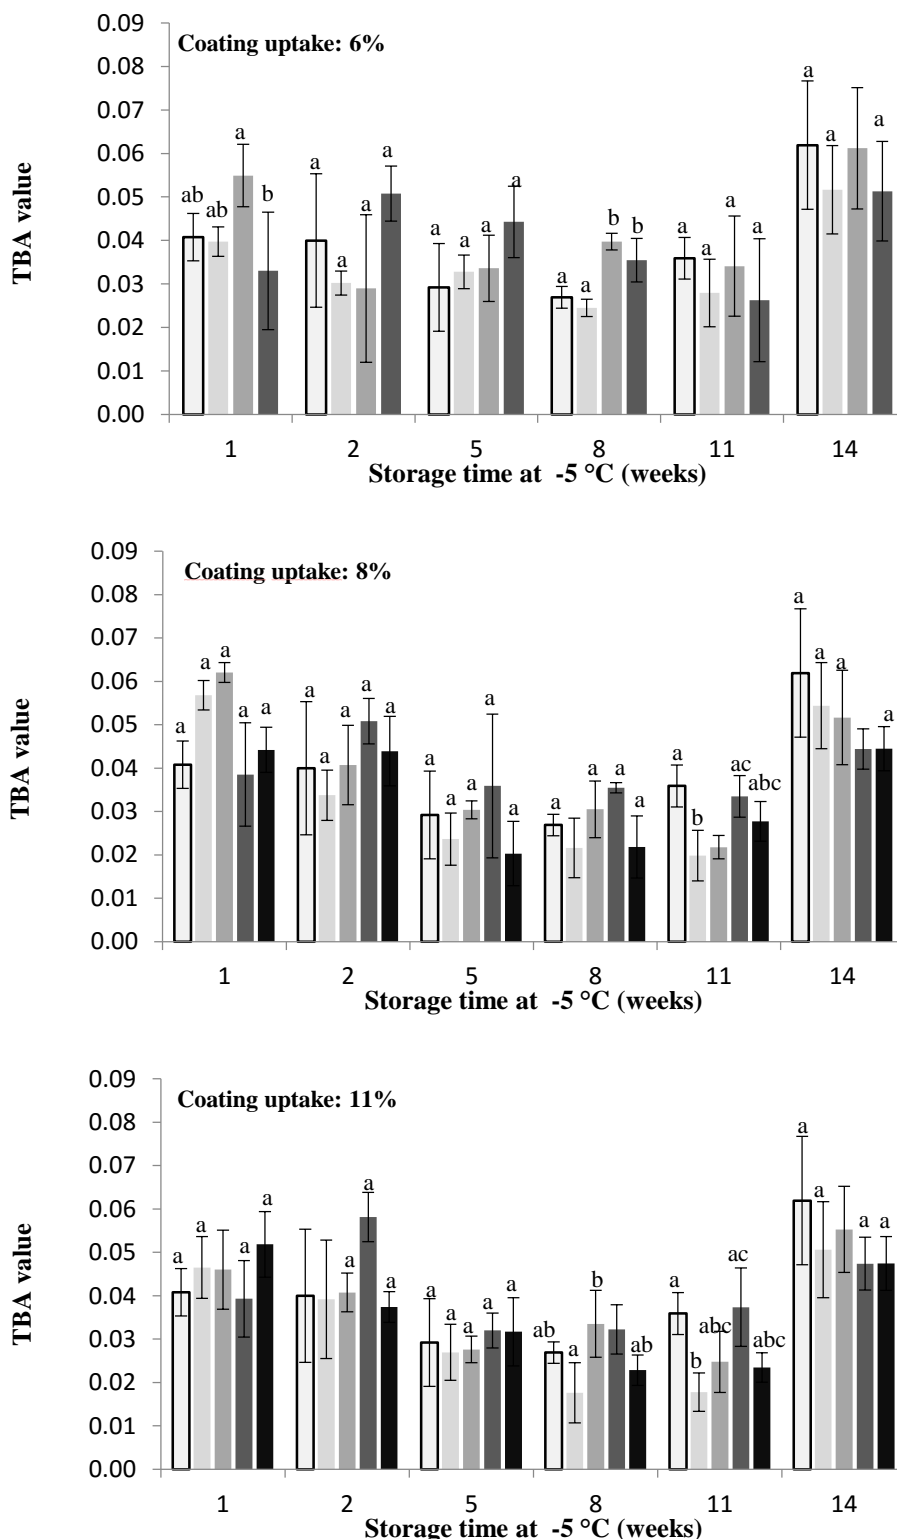 0.09
Coating uptake: 6%
0.08
a
0.07
a
0.06
a a a a
ab ab b a a
0.05
b b a
0.04
a a a
0.03
a a a
0.02
0.01
0.00
TBA value
1 2 5 8 11 14
Storage time at -5 °C (weeks)
0.09
Coating uptake: 8%
0.08
a
0.07
a a a a
0.06
a a a a
0.05
a a a a a ac
0.04
a a a a a abc
0.03
a a b
0.02
0.01
0.00
TBA value
1 2 5 8 11 14
Storage time at -5 °C (weeks)
0.09
Coating uptake: 11%
0.08
a
0.07
a
0.06
a a a a a
0.05
a a a b ac
0.04
a a a a a a a abc
0.03
ab a ab b abc
0.02
0.01
0.00
TBA value
1 2 5 8 11 14
Storage time at -5 °C (weeks)